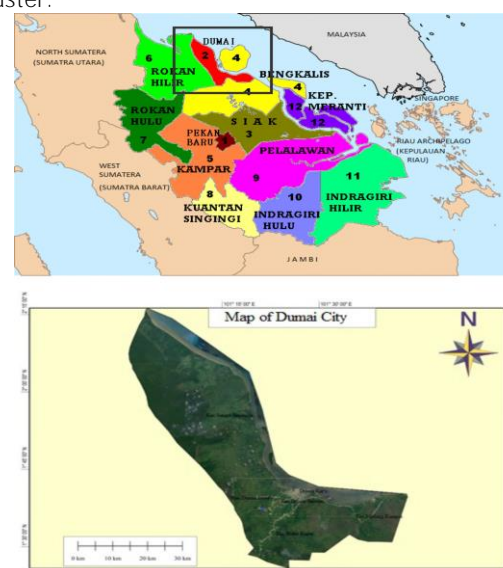 uster.
MALAYSIA
NORTH SUMATERA
(SUMATRA UTARA)
DUMAI
2
4
6
ROKAN
HILIR
BENGKALIS
4
4
KEP.
MERANTI
12
12
SINGAPORE
ROKAN
HULU
7
SIAK
3
PEKAN
BARU
1
RIAU ARCHIPELAGO
(KEPULAUAN
RIAU)
WEST
SUMATERA
(SUMATRA BARAT)
5
KAMPAR
PELALAWAN
9
8
KUANTAN
SINGINGI
10
INDRAGIRI
HULU
11
INDRAGIRI
HILIR
JAMBI
Map of Dumai City
N
0 km 10 km 20 km 30 km